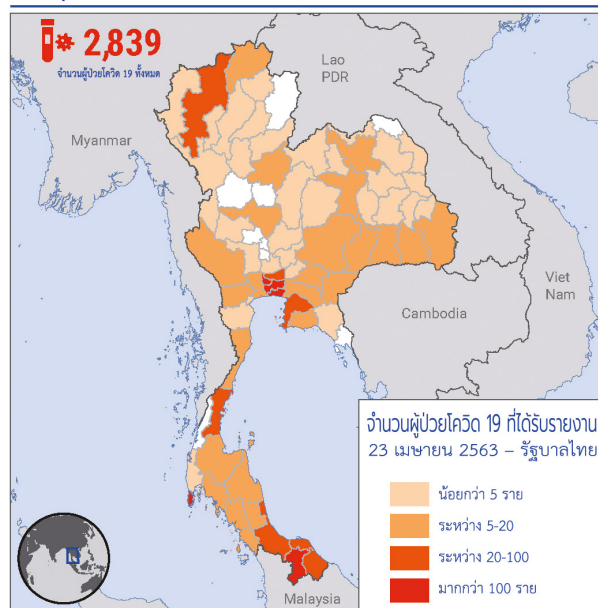 2,839
จำนวนผู้ป่วยโควิด 19 ทั้งหมด
Lao
PDR
Myanmar
Viet
Nam
Cambodia
จำนวนผู้ป่วยโควิด 19 ที่ได้รับรายงาน
23 เมษายน 2563 – รัฐบาลไทย
น้อยกว่า 5 ราย
ระหว่าง 5-20
ระหว่าง 20-100
มากกว่า 100 ราย
Malaysia